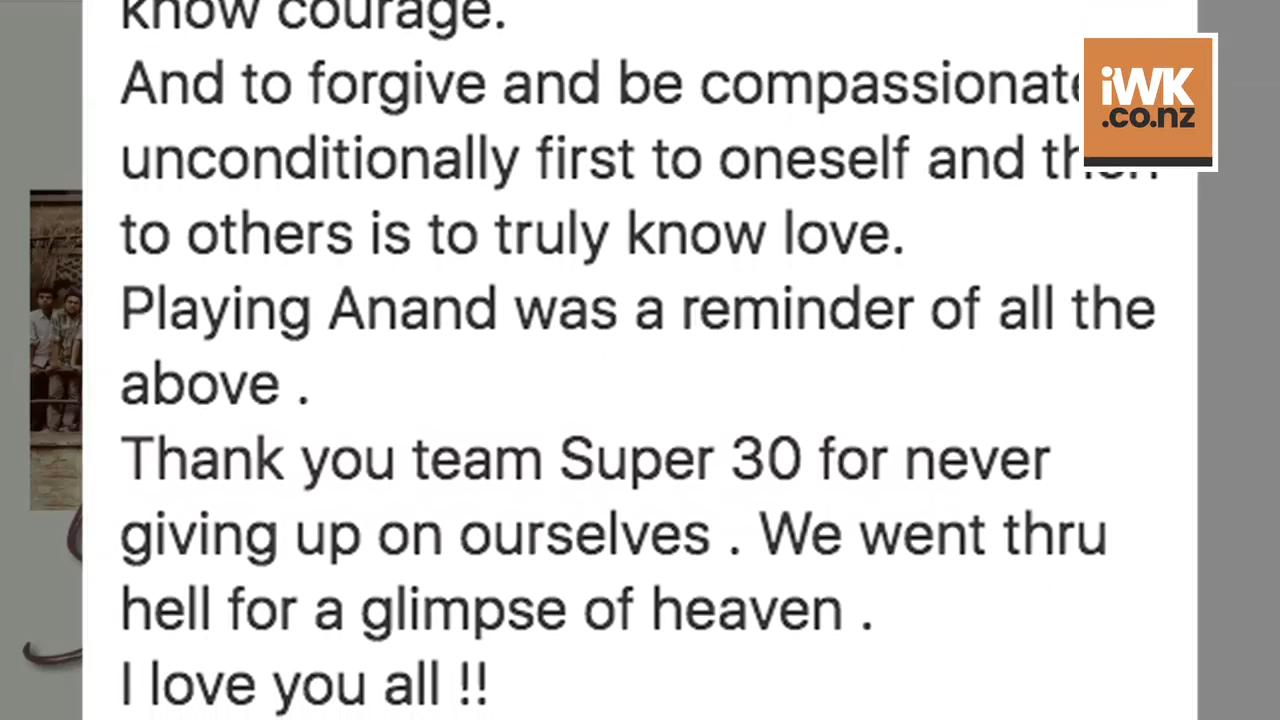 know courage.
And to forgive and be compassionate
unconditionally first to oneself and then
to others is to truly know love.
Playing Anand was a reminder of all the
above .
Thank you team Super 30 for never
giving up on ourselves . We went thru
hell for a glimpse of heaven .
I love you all !!
iWK
.co.nz